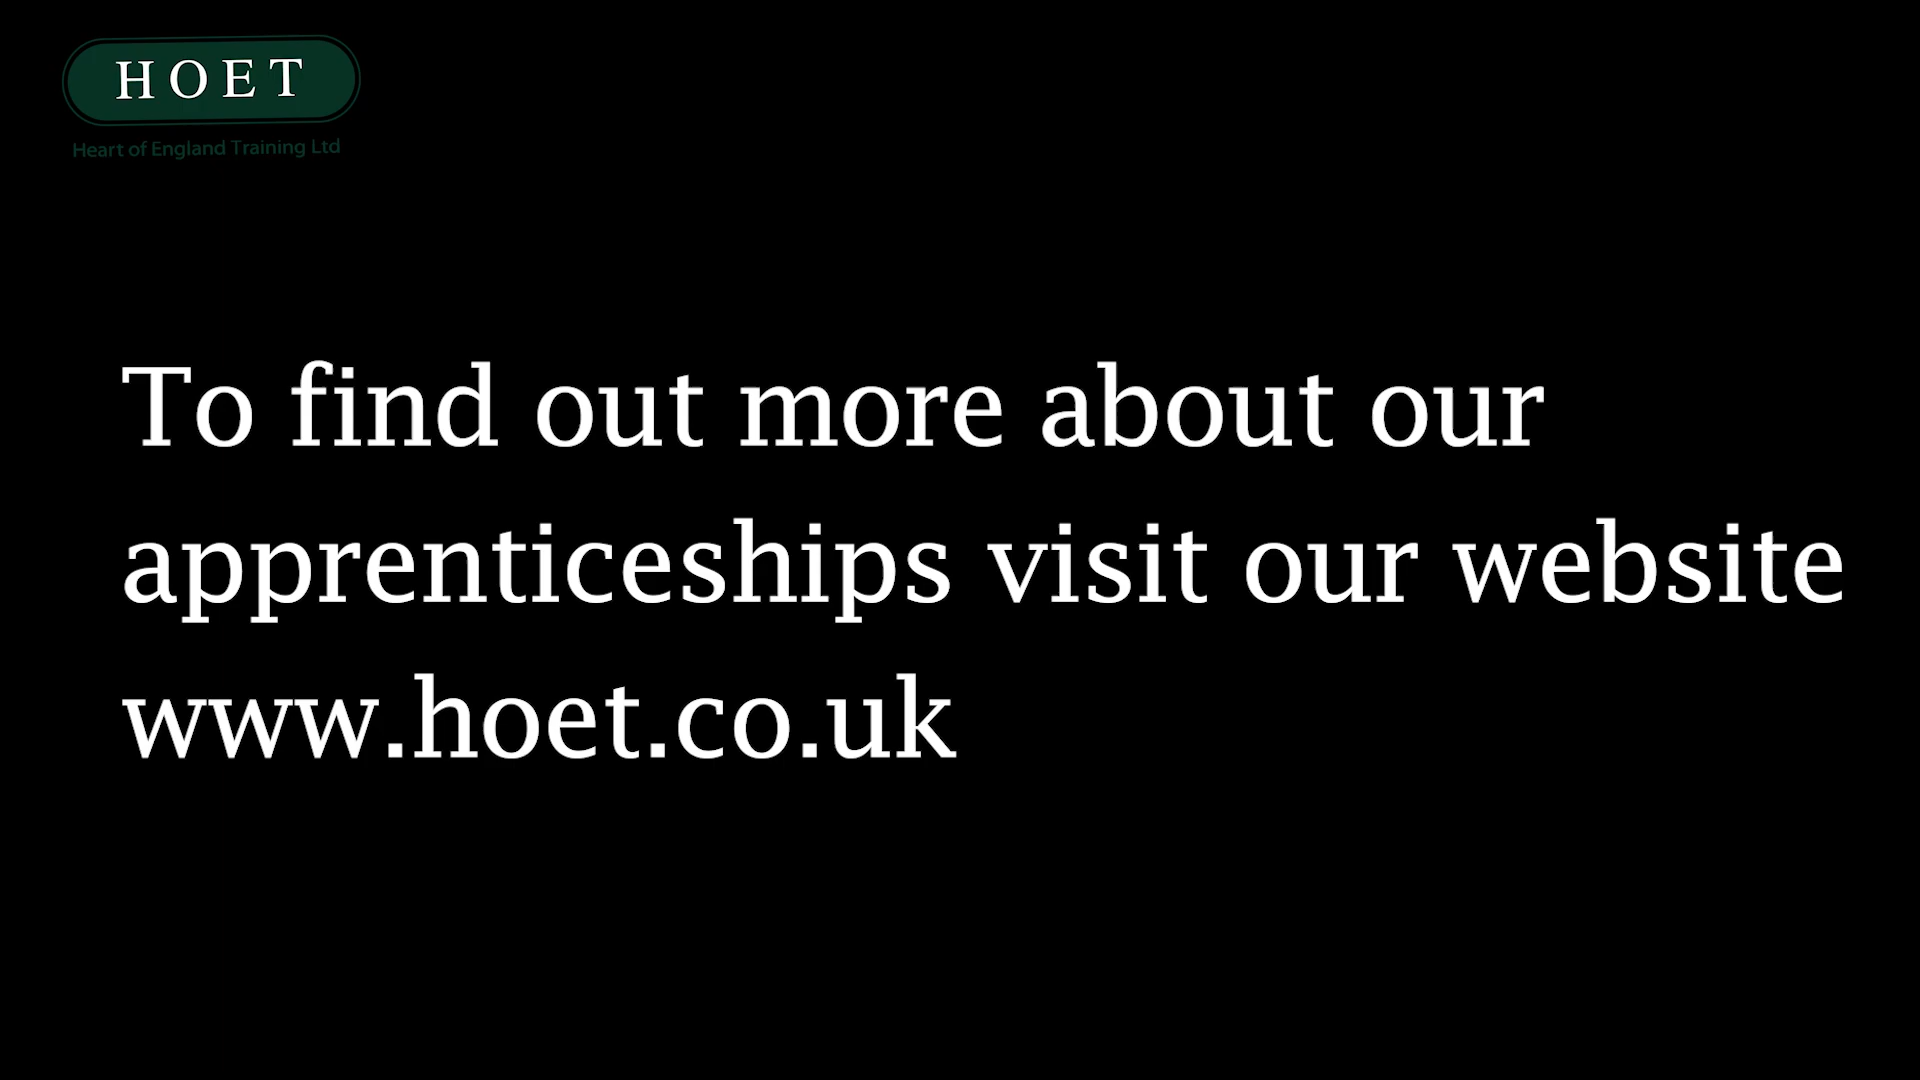 HOET
Heart of England Training Ltd
To find out more about our
apprenticeships visit our website
www.hoet.co.uk